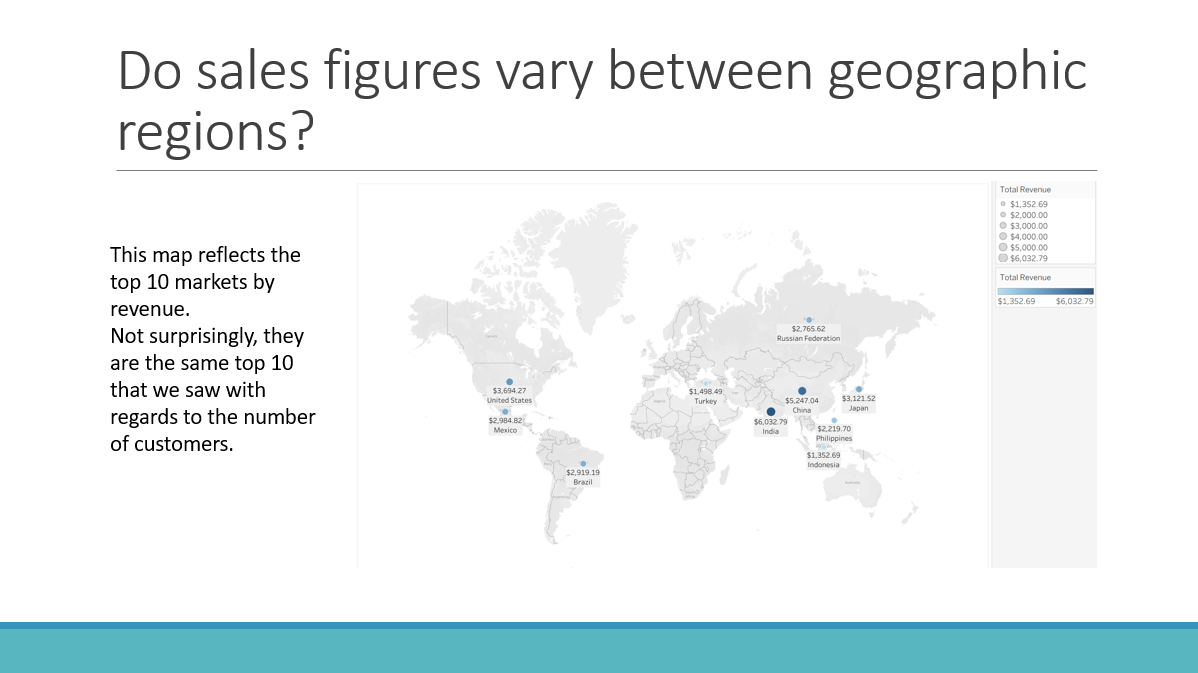 Do sales figures vary between geographic
regions?
This map reflects the
top 10 markets by
revenue.
Not surprisingly, they
are the same top 10
that we saw with
regards to the number
of customers.
$2,765.62
Russian Federation
$3,694.27
United States
$2,984.82
Mexico
$2,919.19
Brazil
$1,498.49
Turkey
$5,247.04
China
$3,121.52
Japan
$6,032.79
India
$2,219.70
Philippines
$1,352.69
Indonesia
Canada
Algeria
Australia
Total Revenue
$1,352.69
$2,000.00
$3,000.00
$4,000.00
$5,000.00
$6,032.79
Total Revenue
$1,352.69 $6,032.79